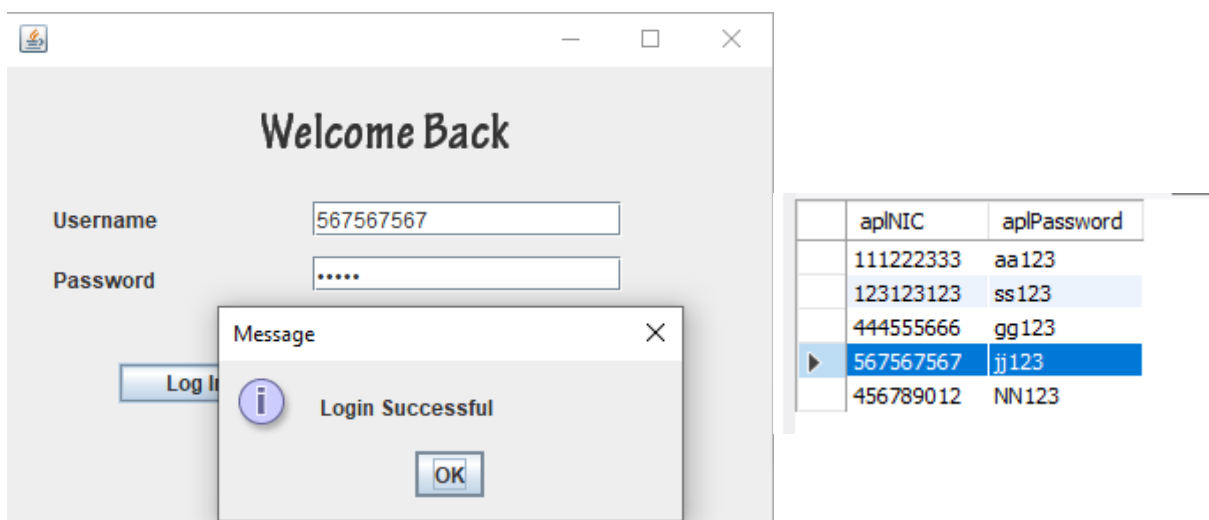 Welcome Back
Username 567567567
Password •••••
Log In
Message
Login Successful
OK
aplNIC aplPassword
111222333 aa123
123123123 ss123
444555666 gg123
567567567 jj123
456789012 NN123